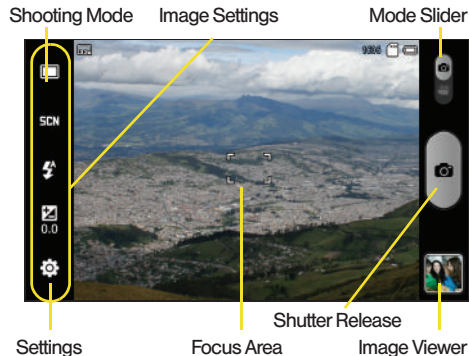 Shooting Mode
Image Settings
Mode Slider
SCN
0.0
Shutter Release
Settings
Focus Area
Image Viewer